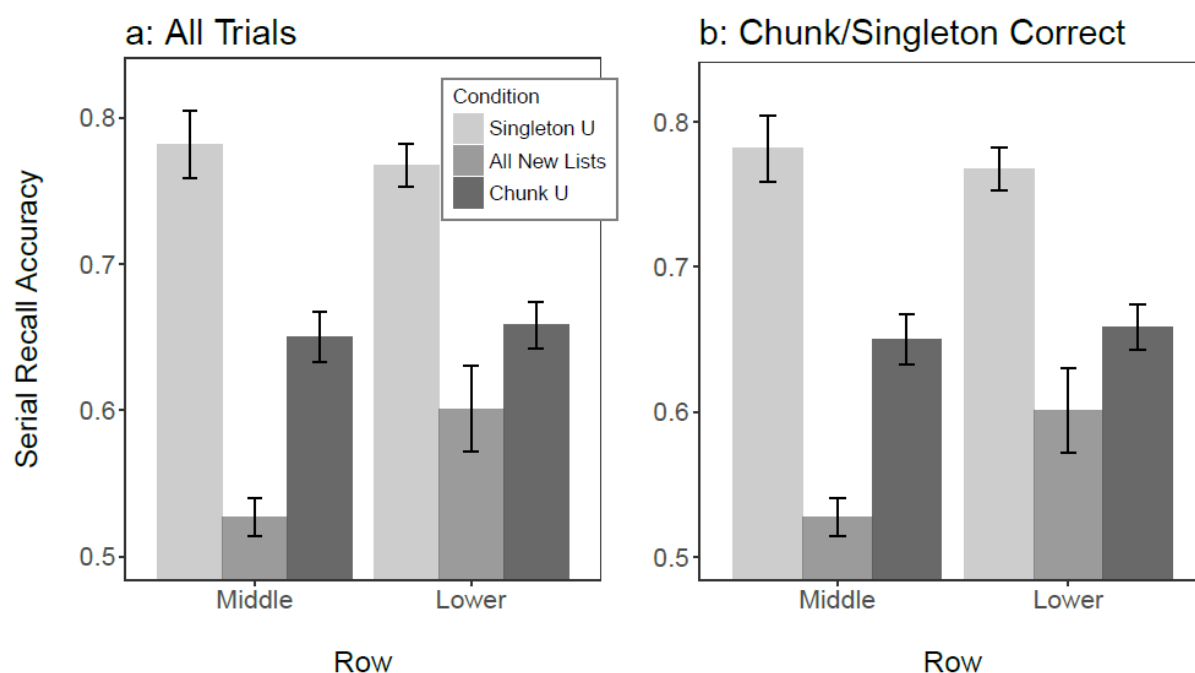 a: All Trials
b: Chunk/Singleton Correct
Serial Recall Accuracy
0.8
0.7
0.6
0.5
Condition
Singleton U
All New Lists
Chunk U
Middle
Lower
Row
0.8
0.7
0.6
0.5
Middle
Lower
Row